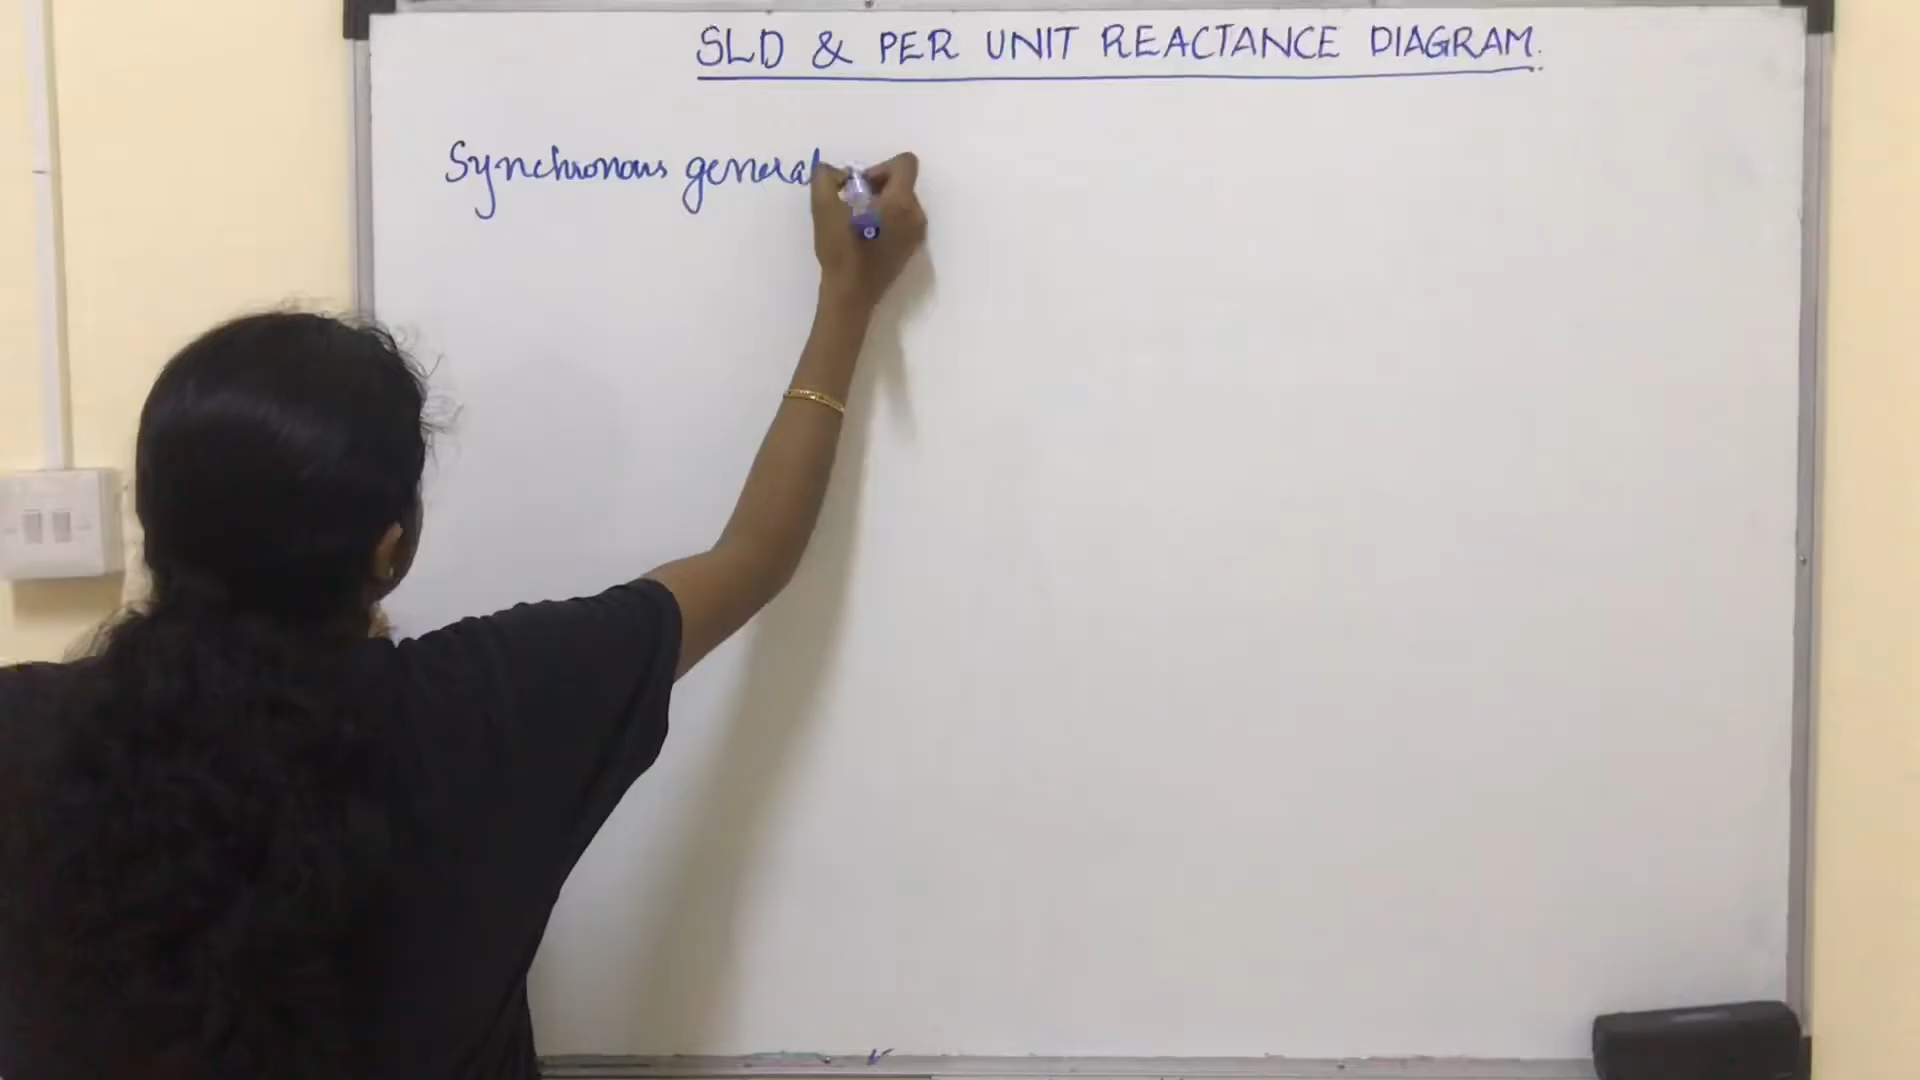 SLD & PER UNIT REACTANCE DIAGRAM.
Synchronous generat